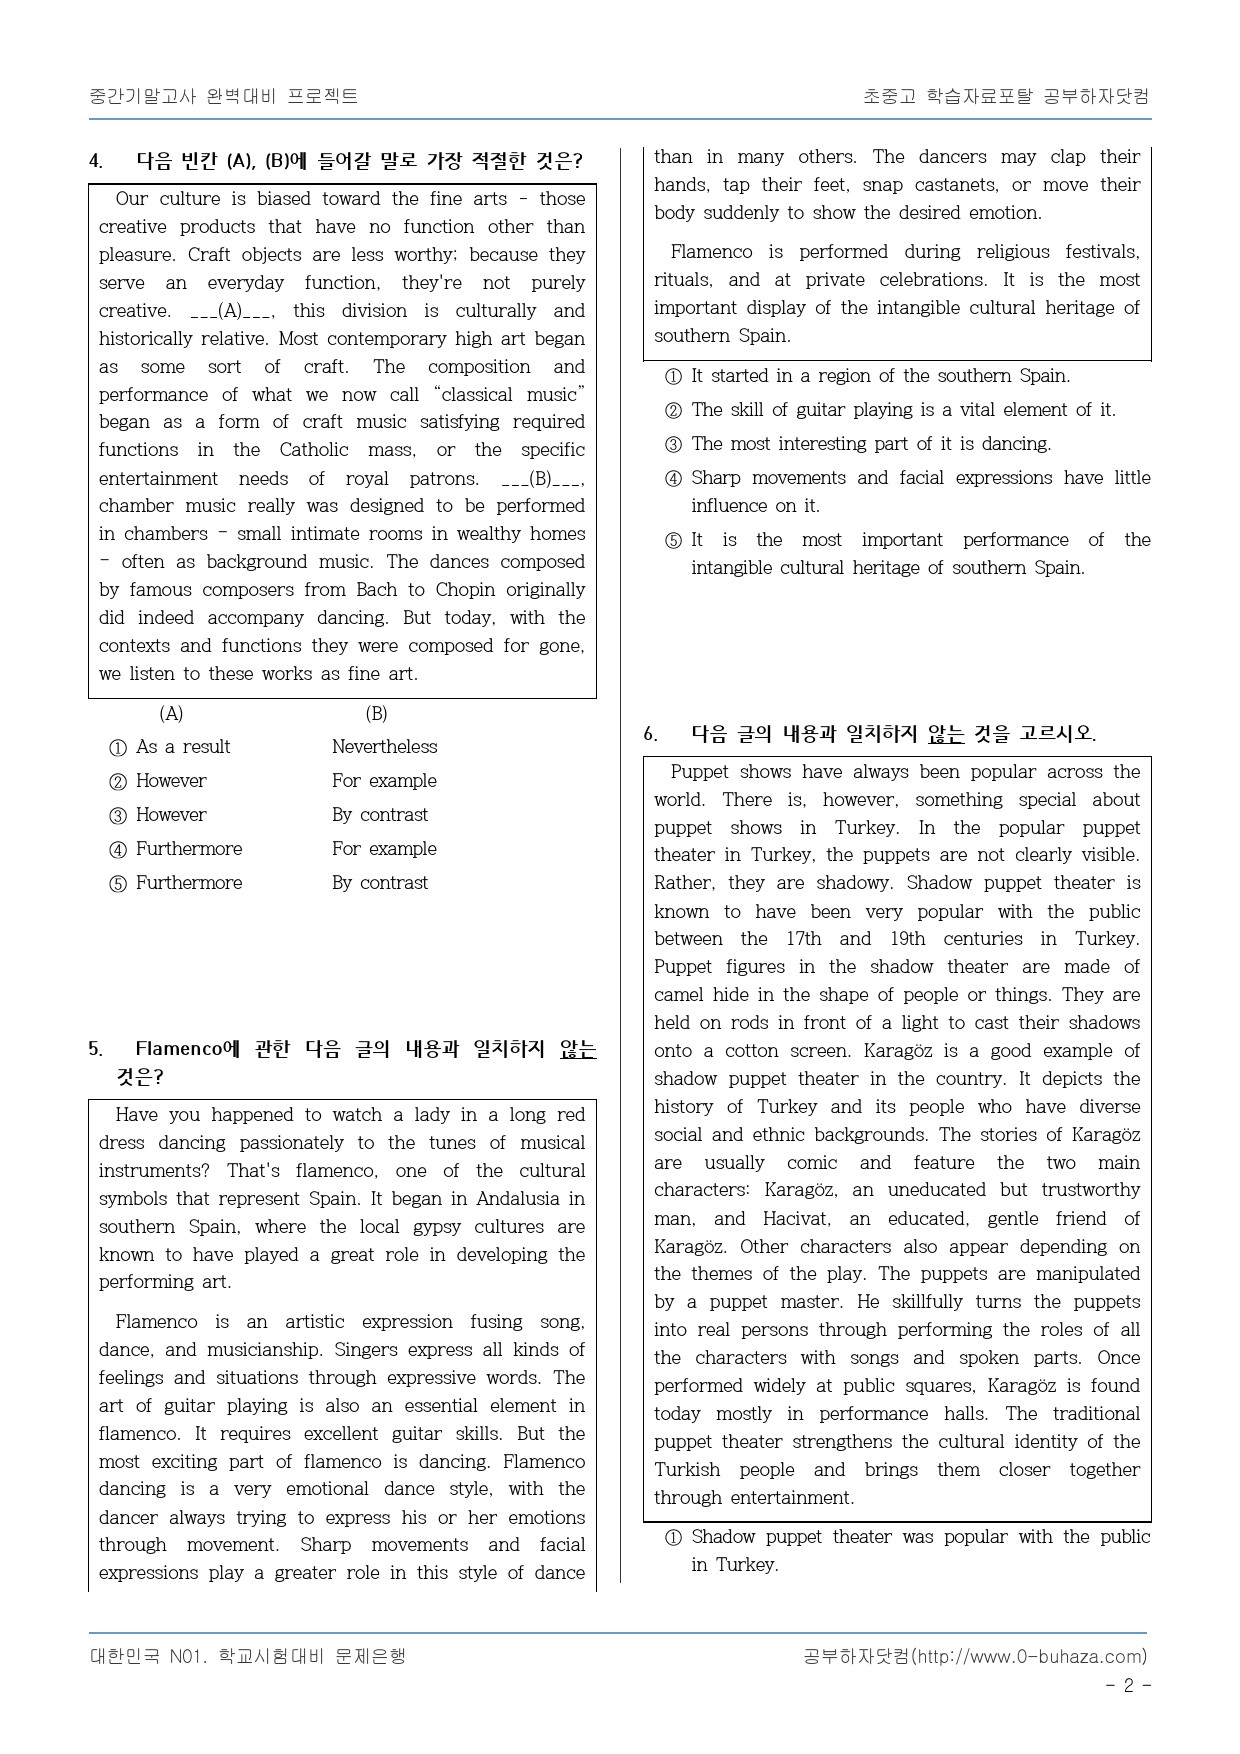 중간기말고사 완벽대비 프로젝트
초중고 학습자료포탈 공부하자닷컴
4. 다음 빈칸 (A), (B)에 들어갈 말로 가장 적절한 것은?
Our culture is biased toward the fine arts - those
creative products that have no function other than
pleasure. Craft objects are less worthy; because they
serve an everyday function, they're not purely
creative. ___(A)___, this division is culturally and
historically relative. Most contemporary high art began
as some sort of craft. The composition and
performance of what we now call “classical music”
began as a form of craft music satisfying required
functions in the Catholic mass, or the specific
entertainment needs of royal patrons. ___(B)___,
chamber music really was designed to be performed
in chambers - small intimate rooms in wealthy homes
- often as background music. The dances composed
by famous composers from Bach to Chopin originally
did indeed accompany dancing. But today, with the
contexts and functions they were composed for gone,
we listen to these works as fine art.
(A) (B)
① As a result Nevertheless
② However For example
③ However By contrast
④ Furthermore For example
⑤ Furthermore By contrast
5. Flamenco에 관한 다음 글의 내용과 일치하지 않는
것은?
Have you happened to watch a lady in a long red
dress dancing passionately to the tunes of musical
instruments? That's flamenco, one of the cultural
symbols that represent Spain. It began in Andalusia in
southern Spain, where the local gypsy cultures are
known to have played a great role in developing the
performing art.
Flamenco is an artistic expression fusing song,
dance, and musicianship. Singers express all kinds of
feelings and situations through expressive words. The
art of guitar playing is also an essential element in
flamenco. It requires excellent guitar skills. But the
most exciting part of flamenco is dancing. Flamenco
dancing is a very emotional dance style, with the
dancer always trying to express his or her emotions
through movement. Sharp movements and facial
expressions play a greater role in this style of dance
than in many others. The dancers may clap their
hands, tap their feet, snap castanets, or move their
body suddenly to show the desired emotion.
Flamenco is performed during religious festivals,
rituals, and at private celebrations. It is the most
important display of the intangible cultural heritage of
southern Spain.
① It started in a region of the southern Spain.
② The skill of guitar playing is a vital element of it.
③ The most interesting part of it is dancing.
④ Sharp movements and facial expressions have little
influence on it.
⑤ It is the most important performance of the
intangible cultural heritage of southern Spain.
6. 다음 글의 내용과 일치하지 않는 것을 고르시오.
Puppet shows have always been popular across the
world. There is, however, something special about
puppet shows in Turkey. In the popular puppet
theater in Turkey, the puppets are not clearly visible.
Rather, they are shadowy. Shadow puppet theater is
known to have been very popular with the public
between the 17th and 19th centuries in Turkey.
Puppet figures in the shadow theater are made of
camel hide in the shape of people or things. They are
held on rods in front of a light to cast their shadows
onto a cotton screen. Karagöz is a good example of
shadow puppet theater in the country. It depicts the
history of Turkey and its people who have diverse
social and ethnic backgrounds. The stories of Karagöz
are usually comic and feature the two main
characters: Karagöz, an uneducated but trustworthy
man, and Hacivat, an educated, gentle friend of
Karagöz. Other characters also appear depending on
the themes of the play. The puppets are manipulated
by a puppet master. He skillfully turns the puppets
into real persons through performing the roles of all
the characters with songs and spoken parts. Once
performed widely at public squares, Karagöz is found
today mostly in performance halls. The traditional
puppet theater strengthens the cultural identity of the
Turkish people and brings them closer together
through entertainment.
① Shadow puppet theater was popular with the public
in Turkey.
대한민국 N01. 학교시험대비 문제은행
공부하자닷컴(http://www.0-buhaza.com)
- 2 -